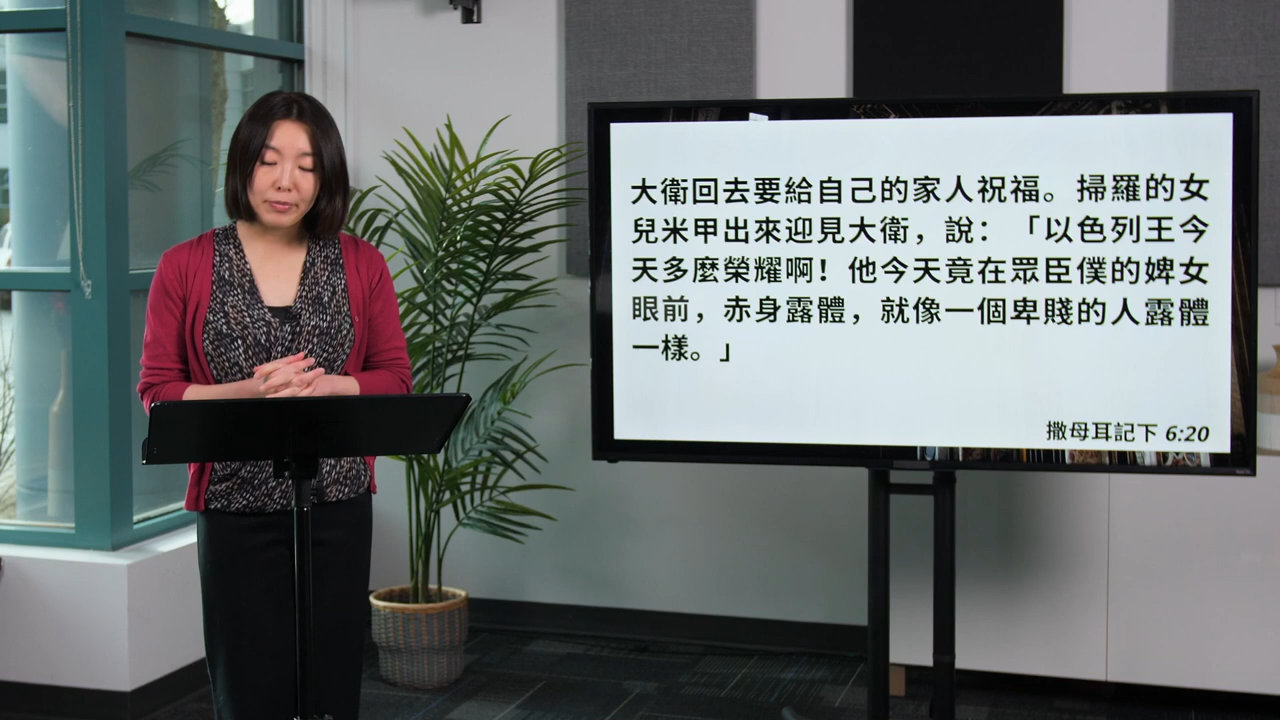 大衛回去要給自己的家人祝福。掃羅的女
兒米甲出來迎見大衛，說：「以色列王今
天多麼榮耀啊！他今天竟在眾臣僕的婢女
眼前，赤身露體，就像一個卑賤的人露體
一樣。」
撒母耳記下 6:20